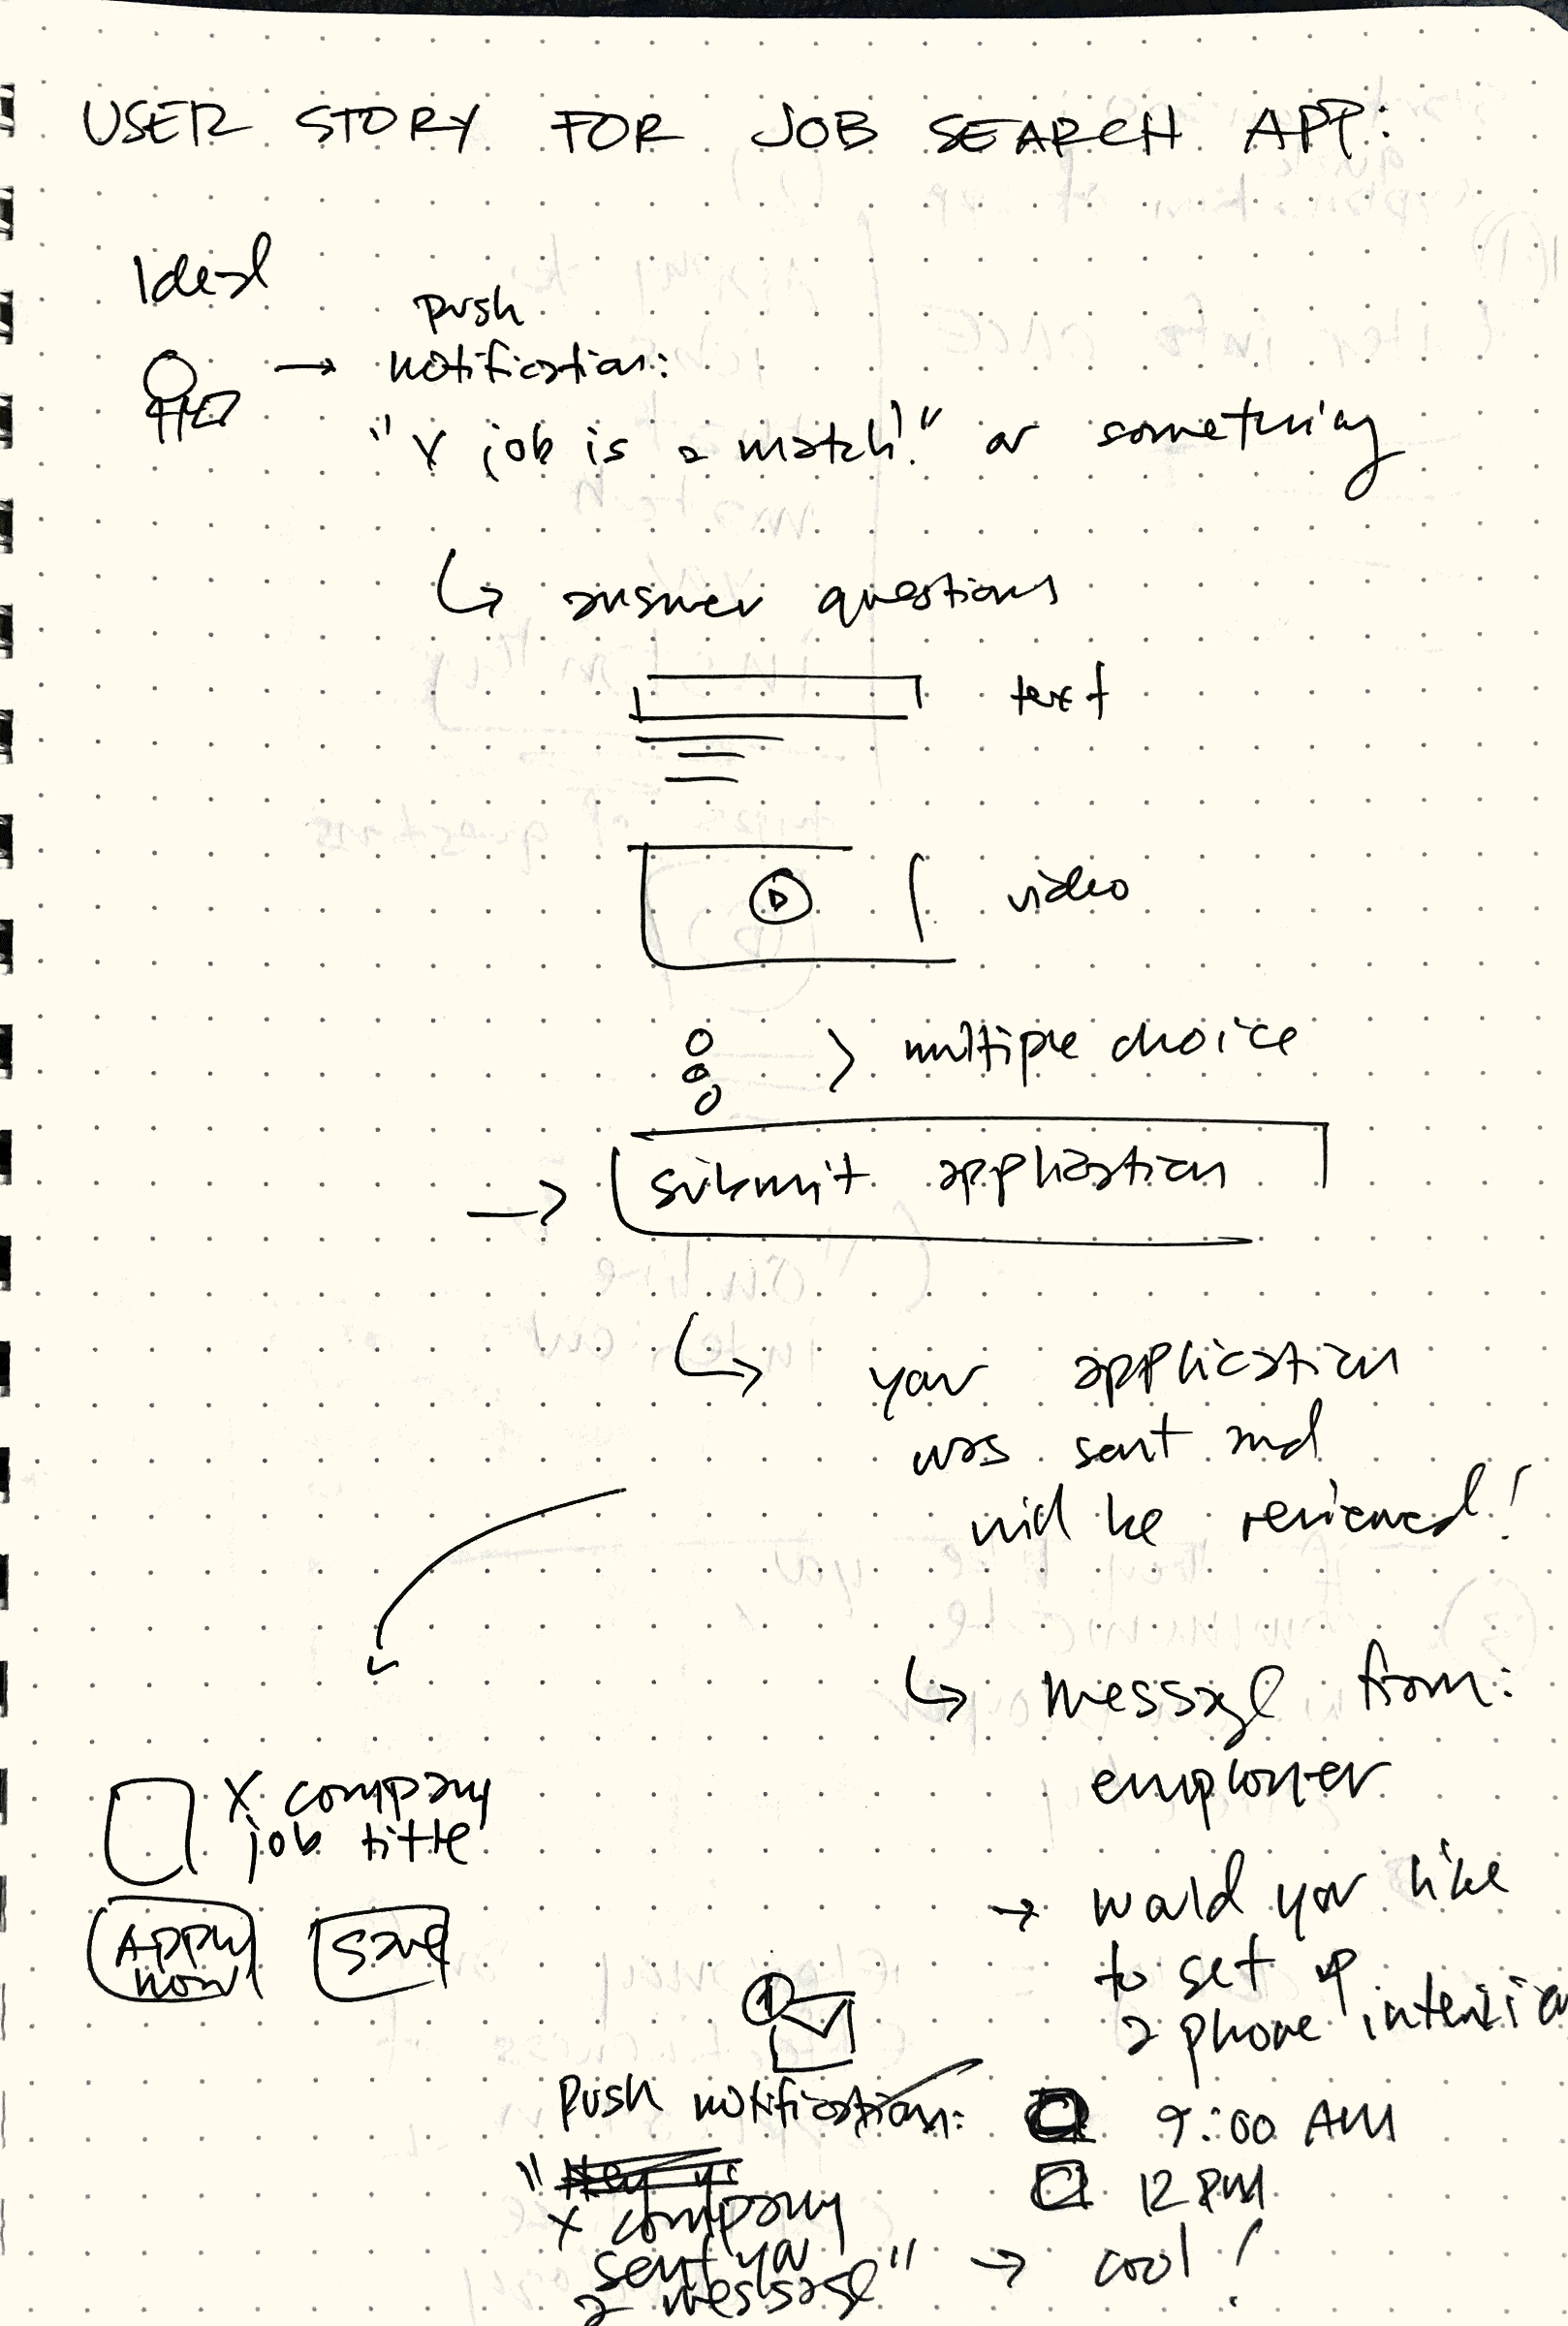 USER STORY FOR JOB SEARCH APP:
Ideal
push
notification:
"X job is a match!" or something
answer questions
text
video
multiple choice
submit application
your application
was sent and
will be reviewed!
message from:
employer
X company
job title
Apply
now
Save
would you like
to set up
a phone
1
push notification:
"
X company
sent you
a message"
9:00 AM
12 PM
cool!